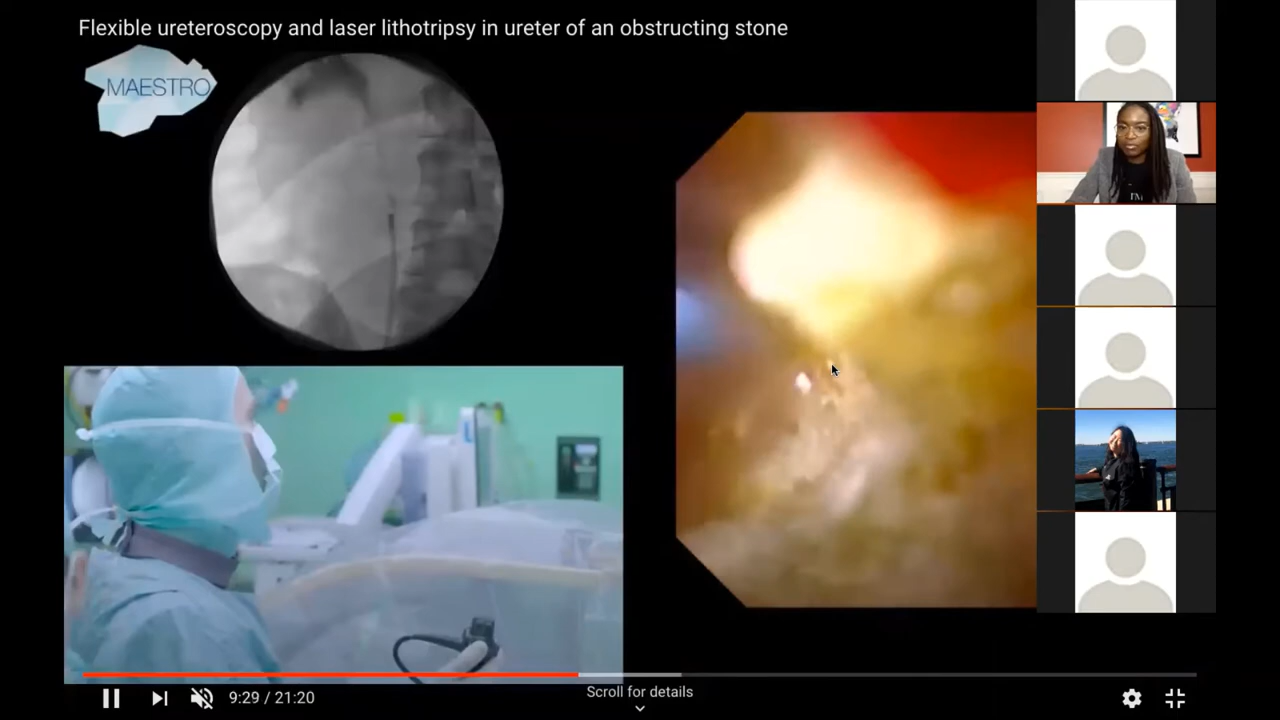 Flexible ureteroscopy and laser lithotripsy in ureter of an obstructing stone
MAESTRO
9:29 / 21:20
Scroll for details